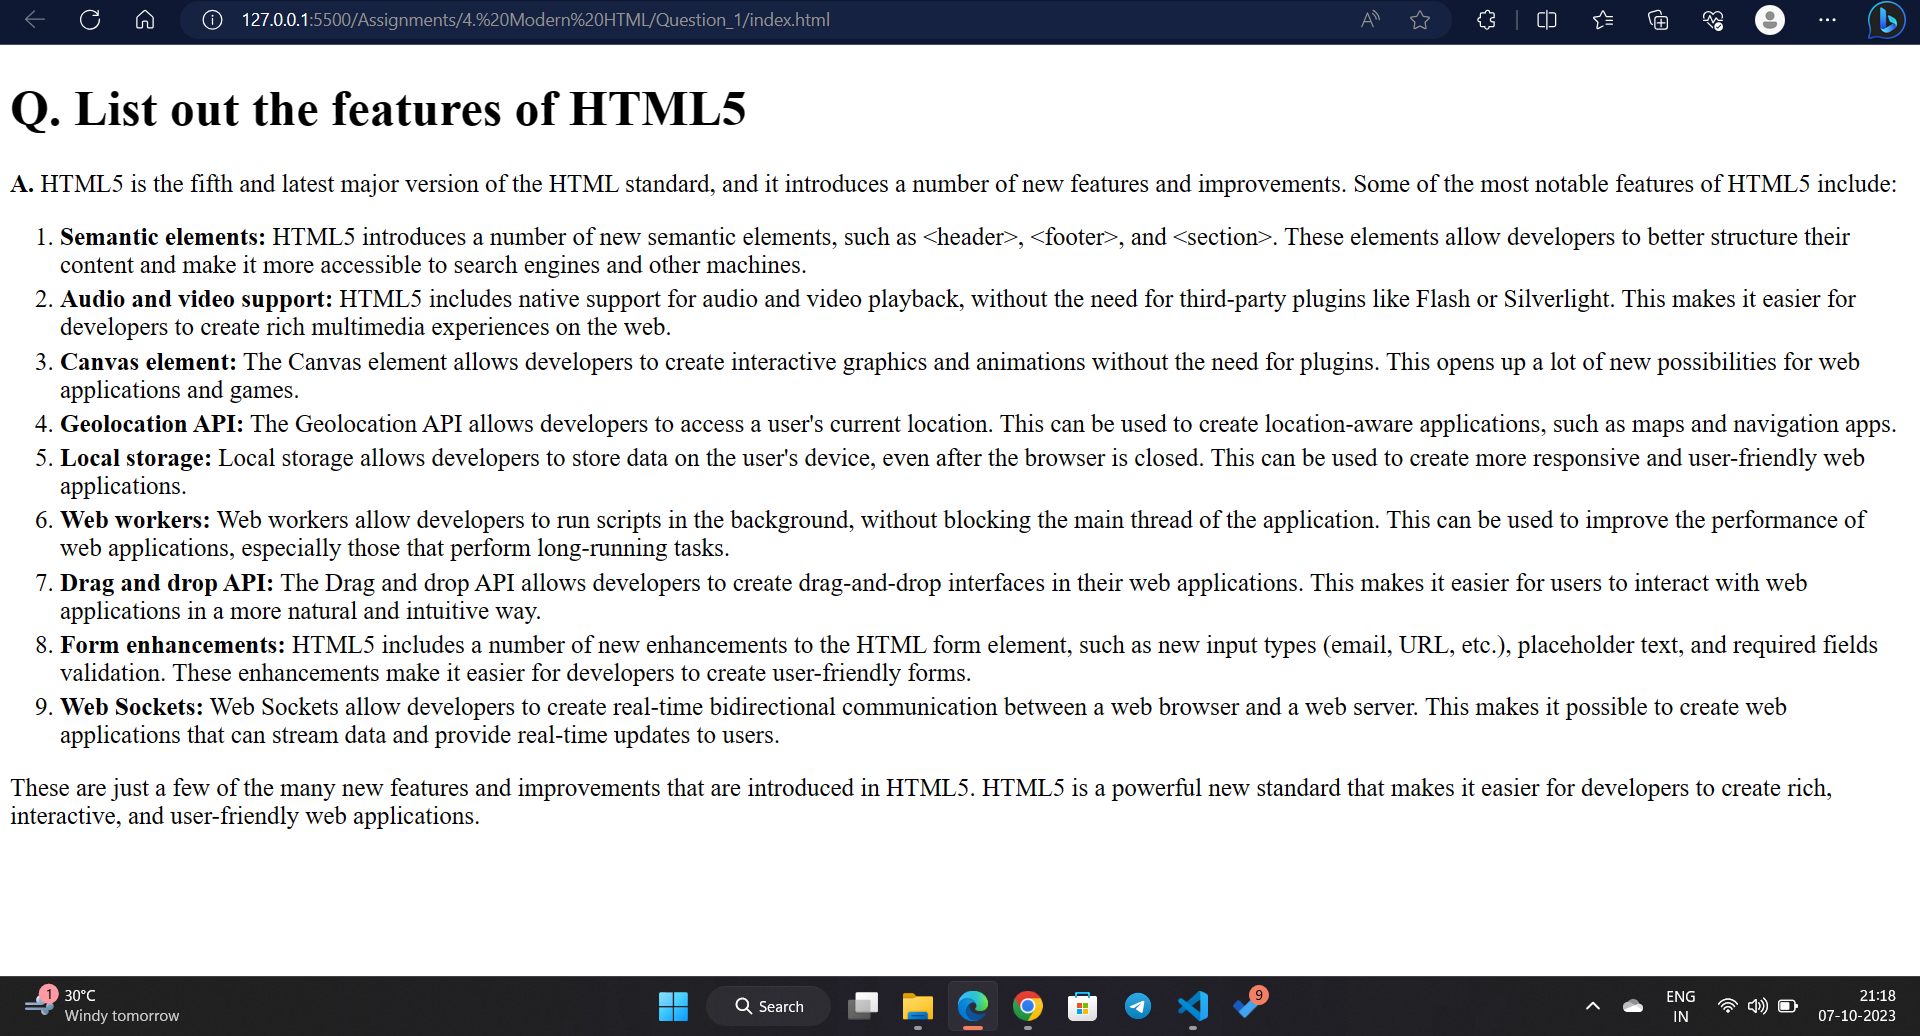 127.0.0.1:5500/Assignments/4.%20Modern%20HTML/Question_1/index.html
Q. List out the features of HTML5
A. HTML5 is the fifth and latest major version of the HTML standard, and it introduces a number of new features and improvements. Some of the most notable features of HTML5 include:
1. Semantic elements: HTML5 introduces a number of new semantic elements, such as <header>, <footer>, and <section>. These elements allow developers to better structure their
content and make it more accessible to search engines and other machines.
2. Audio and video support: HTML5 includes native support for audio and video playback, without the need for third-party plugins like Flash or Silverlight. This makes it easier for
developers to create rich multimedia experiences on the web.
3. Canvas element: The Canvas element allows developers to create interactive graphics and animations without the need for plugins. This opens up a lot of new possibilities for web
applications and games.
4. Geolocation API: The Geolocation API allows developers to access a user's current location. This can be used to create location-aware applications, such as maps and navigation apps.
5. Local storage: Local storage allows developers to store data on the user's device, even after the browser is closed. This can be used to create more responsive and user-friendly web
applications.
6. Web workers: Web workers allow developers to run scripts in the background, without blocking the main thread of the application. This can be used to improve the performance of
web applications, especially those that perform long-running tasks.
7. Drag and drop API: The Drag and drop API allows developers to create drag-and-drop interfaces in their web applications. This makes it easier for users to interact with web
applications in a more natural and intuitive way.
8. Form enhancements: HTML5 includes a number of new enhancements to the HTML form element, such as new input types (email, URL, etc.), placeholder text, and required fields
validation. These enhancements make it easier for developers to create user-friendly forms.
9. Web Sockets: Web Sockets allow developers to create real-time bidirectional communication between a web browser and a web server. This makes it possible to create web
applications that can stream data and provide real-time updates to users.
These are just a few of the many new features and improvements that are introduced in HTML5. HTML5 is a powerful new standard that makes it easier for developers to create rich,
interactive, and user-friendly web applications.
1
30°C
Windy tomorrow
Search
9
ENG
IN
21:18
07-10-2023